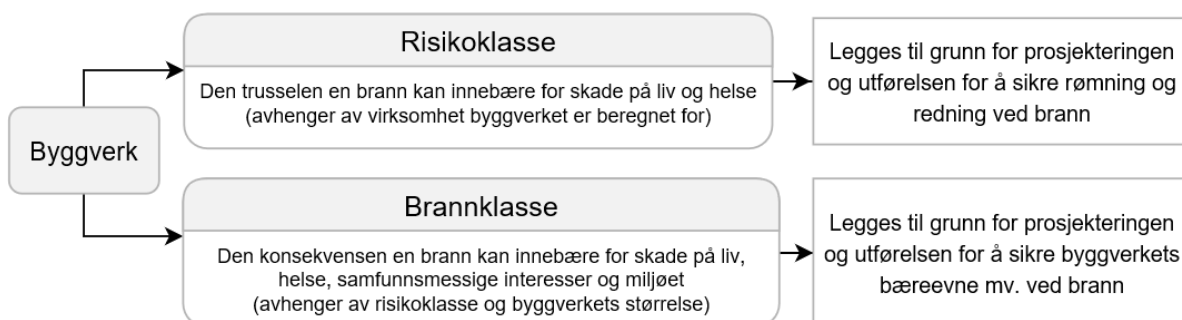 Byggverk
Risikoklasse
Den trusselen en brann kan innebære for skade på liv og helse
(avhenger av virksomhet byggverket er beregnet for)
Legges til grunn for prosjekteringen
og utførelsen for å sikre rømning og
redning ved brann
Brannklasse
Den konsekvensen en brann kan innebære for skade på liv,
helse, samfunnsmessige interesser og miljøet
(avhenger av risikoklasse og byggverkets størrelse)
Legges til grunn for prosjekteringen
og utførelsen for å sikre byggverkets
bæreevne mv. ved brann